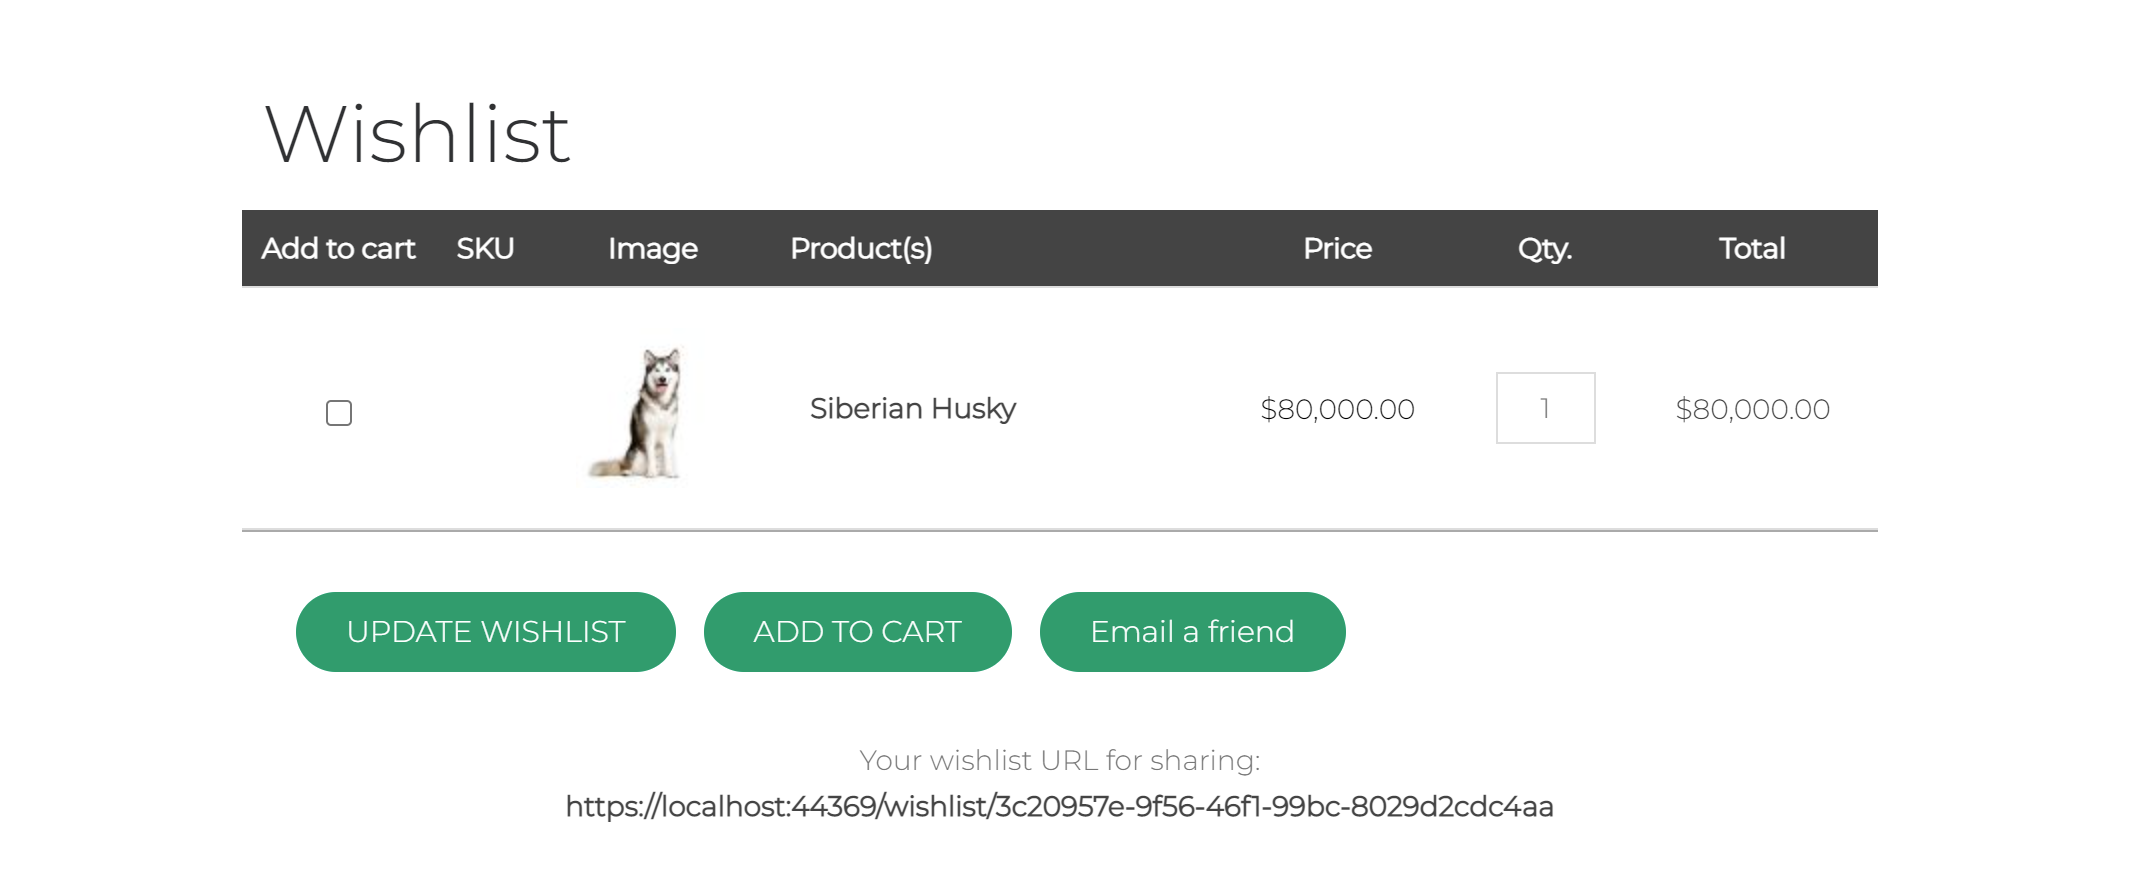 Wishlist
Add to cart SKU Image Product(s) Price Qty. Total
Siberian Husky $80,000.00 1 $80,000.00
UPDATE WISHLIST ADD TO CART Email a friend
Your wishlist URL for sharing:
https://localhost:44369/wishlist/3c20957e-9f56-46f1-99bc-8029d2cdc4aa